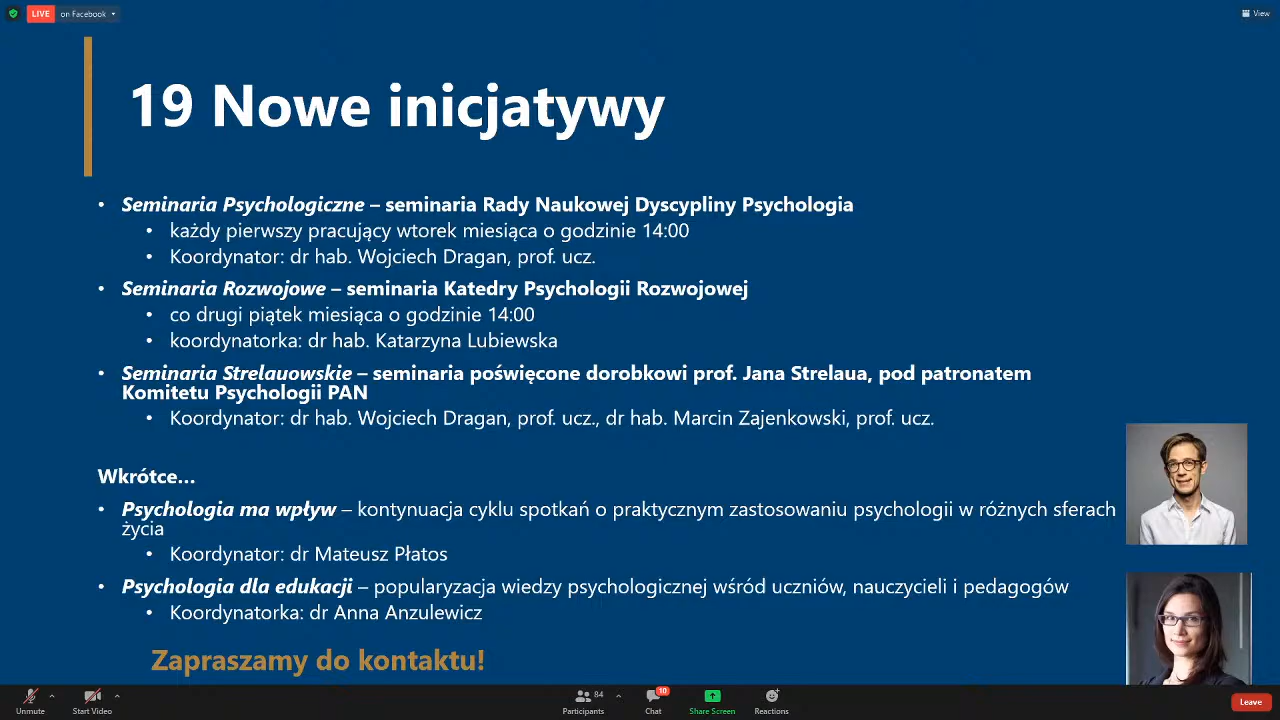 LIVE on Facebook
View
19 Nowe inicjatywy
• Seminaria Psychologiczne – seminaria Rady Naukowej Dyscypliny Psychologia
• każdy pierwszy pracujący wtorek miesiąca o godzinie 14:00
• Koordynator: dr hab. Wojciech Dragan, prof. ucz.
• Seminaria Rozwojowe – seminaria Katedry Psychologii Rozwojowej
• co drugi piątek miesiąca o godzinie 14:00
• koordynatorka: dr hab. Katarzyna Lubiewska
• Seminaria Strelauowskie – seminaria poświęcone dorobkowi prof. Jana Strelaua, pod patronatem
Komitetu Psychologii PAN
• Koordynator: dr hab. Wojciech Dragan, prof. ucz., dr hab. Marcin Zajenkowski, prof. ucz.
Wkrótce...
• Psychologia ma wpływ – kontynuacja cyklu spotkań o praktycznym zastosowaniu psychologii w różnych sferach
życia
• Koordynator: dr Mateusz Płatos
• Psychologia dla edukacji – popularyzacja wiedzy psychologicznej wśród uczniów, nauczycieli i pedagogów
• Koordynatorka: dr Anna Anzulewicz
Zapraszamy do kontaktu!
Unmute
Start Video
84
Participants
10
Chat
Share Screen
Reactions
Leave